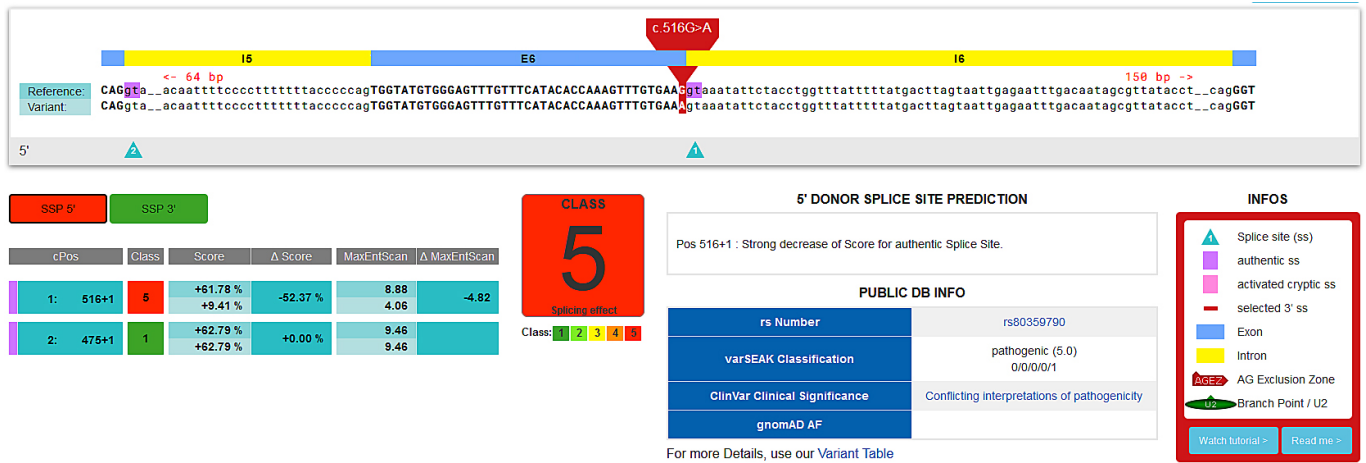 c.516G>A
I5 E6 I6
<- 64 bp 150 bp ->
Reference: CAGgta__acaattttcccctttttttacccccagTGGTATGTGGGAGTTTGTTTCATACACCAAAGTTTGTGAAGgtaaatattctacctggtttatttttatgacttagtaattgagaatttgacaatagcgttatacct__cagGGT
Variant: CAGgta__acaattttcccctttttttacccccagTGGTATGTGGGAGTTTGTTTCATACACCAAAGTTTGTGAAAgtaaatattctacctggtttatttttatgacttagtaattgagaatttgacaatagcgttatacct__cagGGT
5' 2 1
SSP 5' SSP 3'
cPos Class Score Δ Score MaxEntScan Δ MaxEntScan
1: 516+1 5 +61.78 % -52.37 % 8.88 -4.82
+9.41 % 4.06
2: 475+1 1 +62.79 % +0.00 % 9.46
+62.79 % 9.46
CLASS
5
Splicing effect
Class: 1 2 3 4 5
5' DONOR SPLICE SITE PREDICTION
Pos 516+1 : Strong decrease of Score for authentic Splice Site.
PUBLIC DB INFO
rs Number rs80359790
varSEAK Classification pathogenic (5.0)
0/0/0/0/1
ClinVar Clinical Significance Conflicting interpretations of pathogenicity
gnomAD AF
For more Details, use our Variant Table
INFOS
1 Splice site (ss)
authentic ss
activated cryptic ss
selected 3' ss
Exon
Intron
AGEZ AG Exclusion Zone
U2 Branch Point / U2
Watch tutorial > Read me >